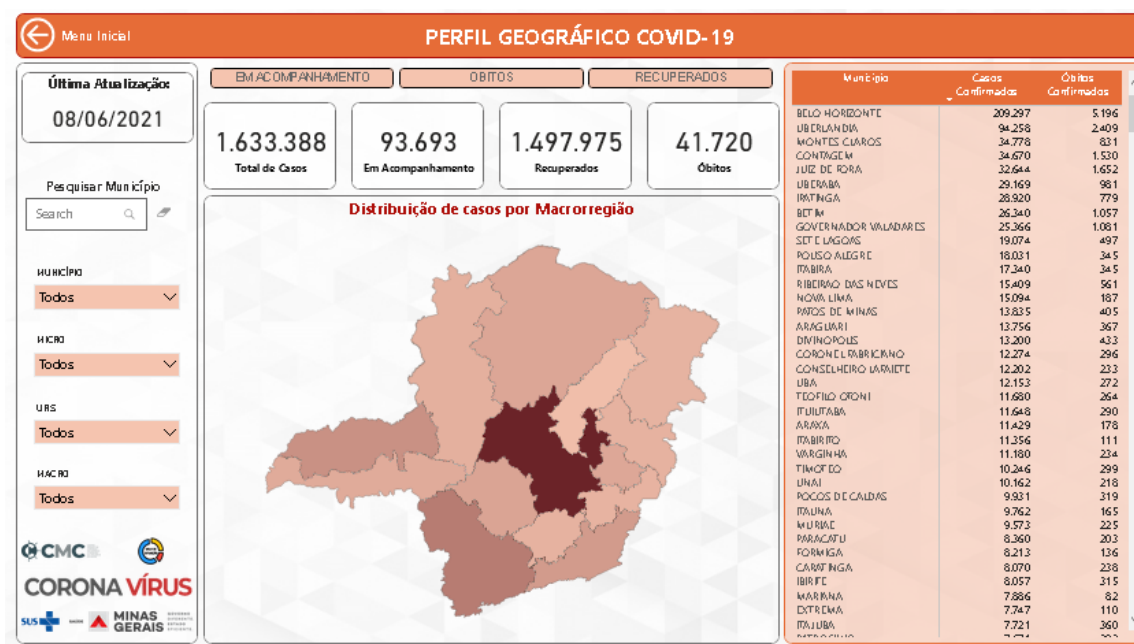 Menu Inicial
PERFIL GEOGRÁFICO COVID-19
Última Atualização:
08/06/2021
Pesquisar Município
Search
MUNICÍPIO
Todos
MICRO
Todos
URS
Todos
MACRO
Todos
CMC
CORONA VÍRUS
SUS
MINAS
GERAIS
EM ACOMPANHAMENTO
OBITOS
RECUPERADOS
1.633.388
Total de Casos
93.693
Em Acompanhamento
1.497.975
Recuperados
41.720
Óbitos
Distribuição de casos por Macrorregião
Município Casos Confirmados Óbitos Confirmados
BELO HORIZONTE 209.297 5.196
UBERLANDIA 94.258 2.409
MONTES CLAROS 34.778 831
CONTAGEM 34.670 1.530
JUIZ DE FORA 32.644 1.652
UBERABA 29.169 981
IPATINGA 28.920 779
BETIM 26.340 1.057
GOVERNADOR VALADARES 25.366 1.081
SETE LAGOAS 19.074 497
POUSO ALEGRE 18.031 345
ITABIRA 17.340 345
RIBEIRAO DAS NEVES 15.409 561
NOVA LIMA 15.094 187
PATOS DE MINAS 13.835 405
ARAGUARI 13.756 367
DIVINOPOLIS 13.200 433
CORONEL FABRICIANO 12.274 296
CONSELHEIRO LAFAIETE 12.202 233
UBA 12.153 272
TEOFILO OTONI 11.680 264
ITUIUTABA 11.648 290
ARAXA 11.429 178
ITABIRITO 11.356 111
VARGINHA 11.180 234
TIMOTEO 10.246 299
UNAI 10.162 218
POCOS DE CALDAS 9.931 319
ITAUNA 9.762 165
MURIAE 9.573 225
PARACATU 8.360 203
FORMIGA 8.213 136
CARATINGA 8.070 238
IBIRITE 8.057 315
MARIANA 7.886 82
EXTREMA 7.747 110
ITAJUBA 7.721 360